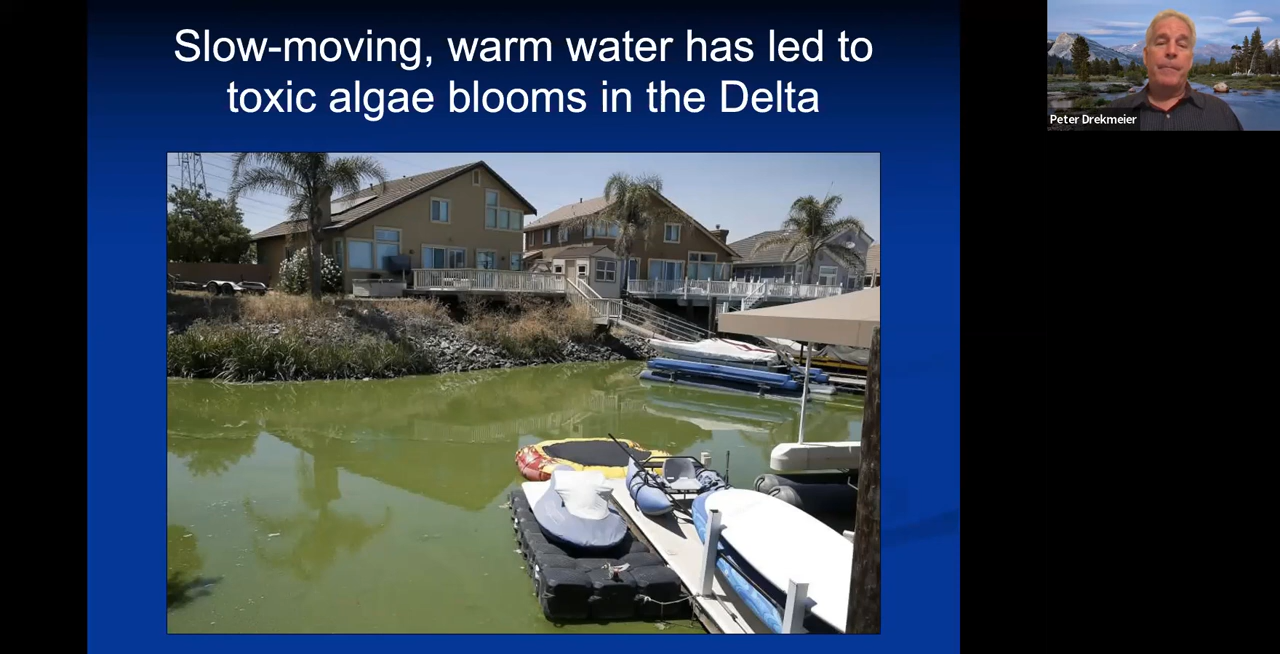 Slow-moving, warm water has led to
toxic algae blooms in the Delta
Peter Drekmeier